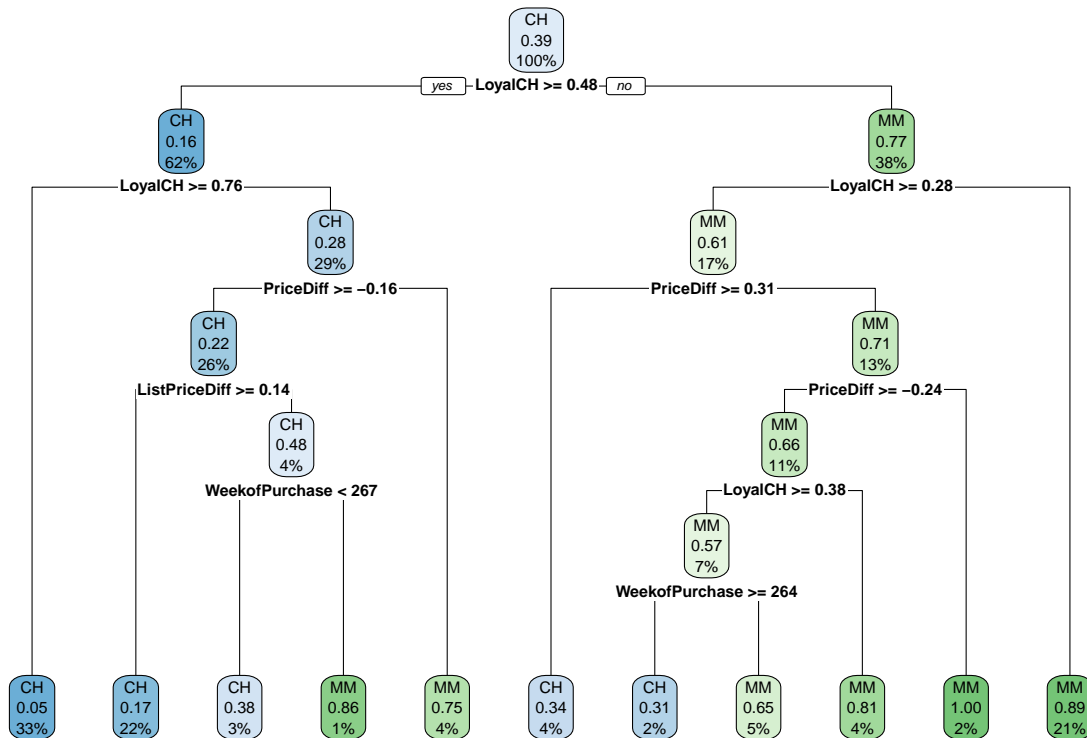 CH
0.39
100%
yes LoyalCH >= 0.48 no
CH
0.16
62%
MM
0.77
38%
LoyalCH >= 0.76
LoyalCH >= 0.28
CH
0.28
29%
MM
0.61
17%
PriceDiff >= −0.16
PriceDiff >= 0.31
CH
0.22
26%
MM
0.71
13%
ListPriceDiff >= 0.14
PriceDiff >= −0.24
CH
0.48
4%
MM
0.66
11%
WeekofPurchase < 267
LoyalCH >= 0.38
MM
0.57
7%
WeekofPurchase >= 264
CH
0.05
33%
CH
0.17
22%
CH
0.38
3%
MM
0.86
1%
MM
0.75
4%
CH
0.34
4%
CH
0.31
2%
MM
0.65
5%
MM
0.81
4%
MM
1.00
2%
MM
0.89
21%